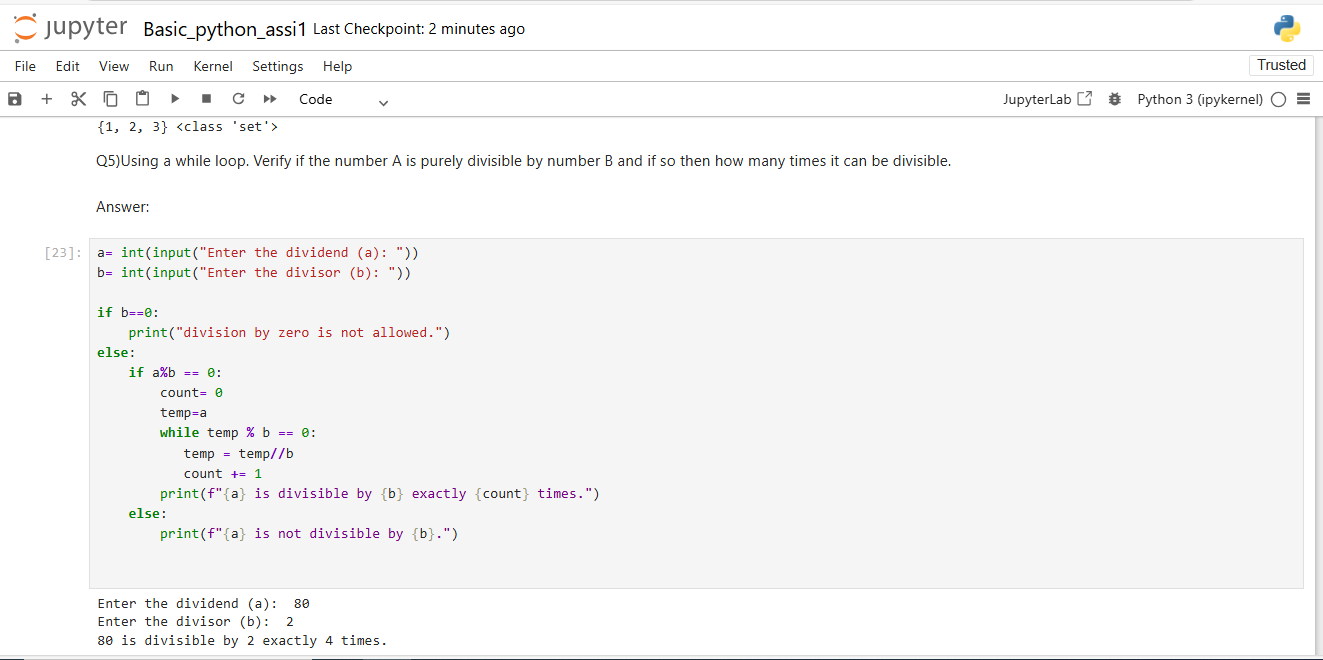 jupyter Basic_python_assi1 Last Checkpoint: 2 minutes ago
File Edit View Run Kernel Settings Help Trusted
Code JupyterLab Python 3 (ipykernel)
{1, 2, 3} <class 'set'>
Q5)Using a while loop. Verify if the number A is purely divisible by number B and if so then how many times it can be divisible.
Answer:
[23]: a= int(input("Enter the dividend (a): "))
b= int(input("Enter the divisor (b): "))
if b==0:
    print("division by zero is not allowed.")
else:
    if a%b == 0:
        count= 0
        temp=a
        while temp % b == 0:
           temp = temp//b
           count += 1
        print(f"{a} is divisible by {b} exactly {count} times.")
    else:
        print(f"{a} is not divisible by {b}.")
Enter the dividend (a):  80
Enter the divisor (b):  2
80 is divisible by 2 exactly 4 times.